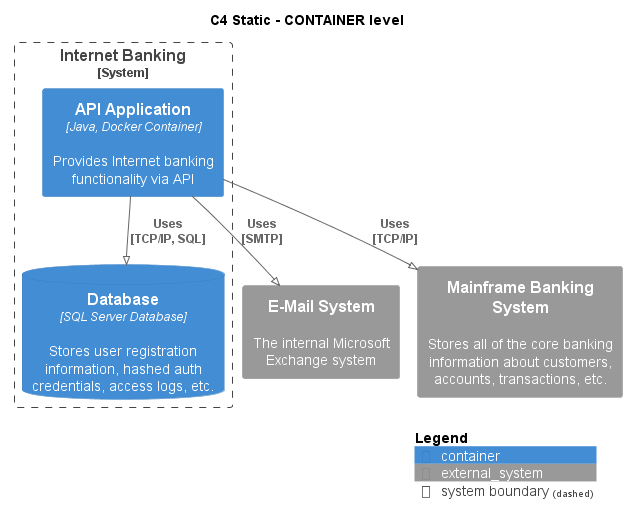 C4 Static - CONTAINER level
Internet Banking
[System]
API Application
[Java, Docker Container]
Provides Internet banking
functionality via API
Uses
[TCP/IP, SQL]
Uses
[SMTP]
Uses
[TCP/IP]
Database
[SQL Server Database]
Stores user registration
information, hashed auth
credentials, access logs, etc.
E-Mail System
The internal Microsoft
Exchange system
Mainframe Banking
System
Stores all of the core banking
information about customers,
accounts, transactions, etc.
Legend
container
external_system
system boundary (dashed)